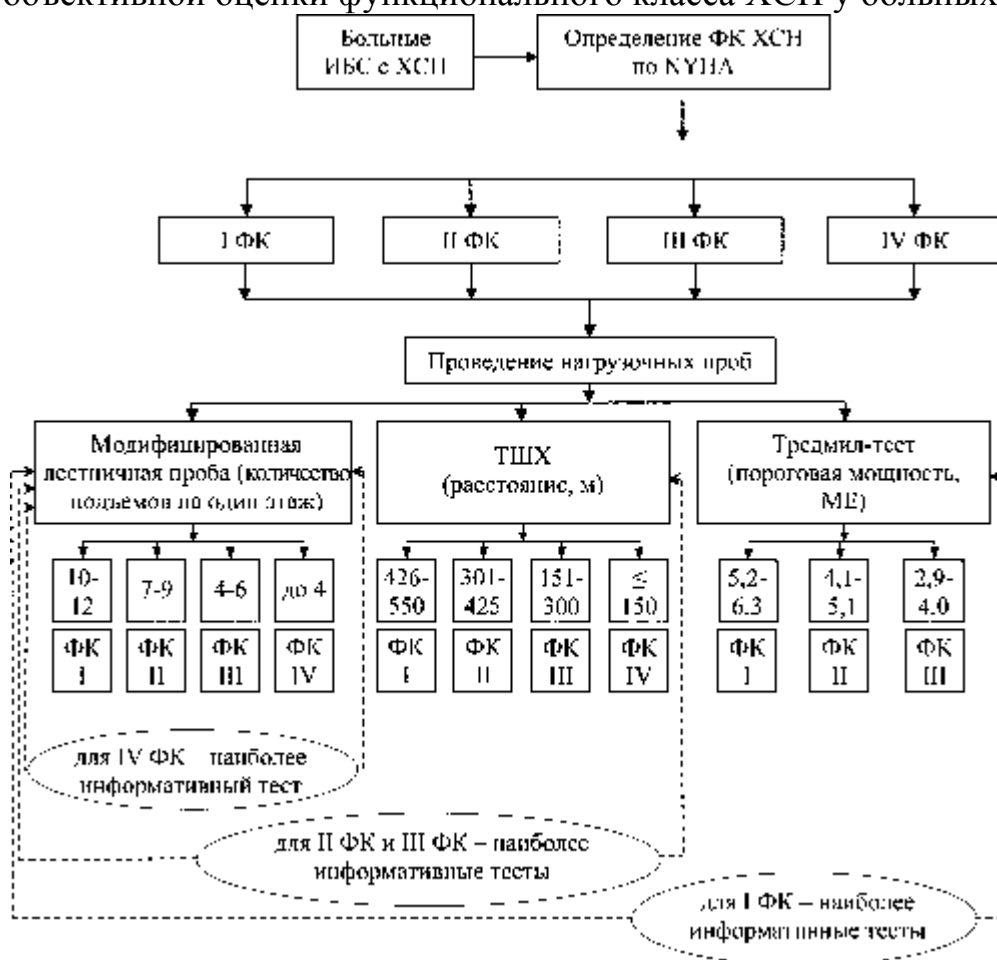 объективной оценки функционального класса ХСН у больных
Больные
ИБС с ХСН
Определение ФК ХСН
по NYHA
I ФК
II ФК
III ФК
IV ФК
Проведение нагрузочных проб
Модифицированная
лестничная проба (количество
подъемов на один этаж)
ТШХ
(расстояние, м)
Тредмил-тест
(пороговая мощность,
МЕ)
10-
12
7-9
4-6
до 4
426-
550
301-
425
151-
300
≤
150
5,2-
6.3
4,1-
5,1
2,9-
4.0
ФК
I
ФК
II
ФК
III
ФК
IV
ФК
I
ФК
II
ФК
III
ФК
IV
ФК
I
ФК
II
ФК
III
для IV ФК – наиболее
информативный тест
для II ФК и III ФК – наиболее
информативные тесты
для I ФК – наиболее
информативные тесты